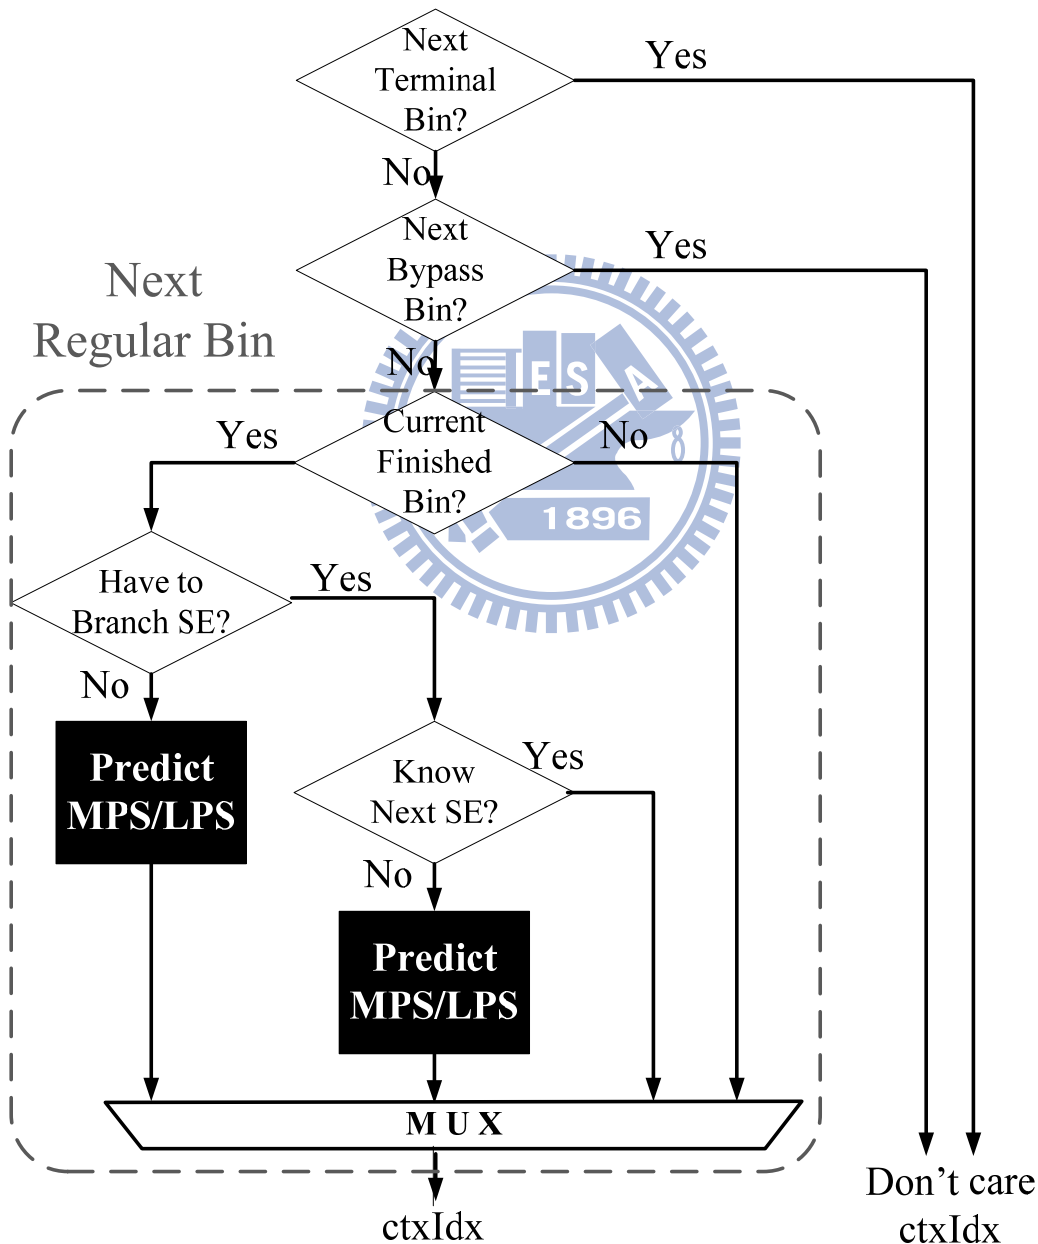 Next
Terminal
Bin?
Yes
No
Next
Bypass
Bin?
Yes
Next
Regular Bin
No
Current
Finished
Bin?
Yes
No
E S A
8
1896
Have to
Branch SE?
Yes
No
Predict
MPS/LPS
Know
Next SE?
Yes
No
Predict
MPS/LPS
M U X
ctxIdx
Don't care
ctxIdx